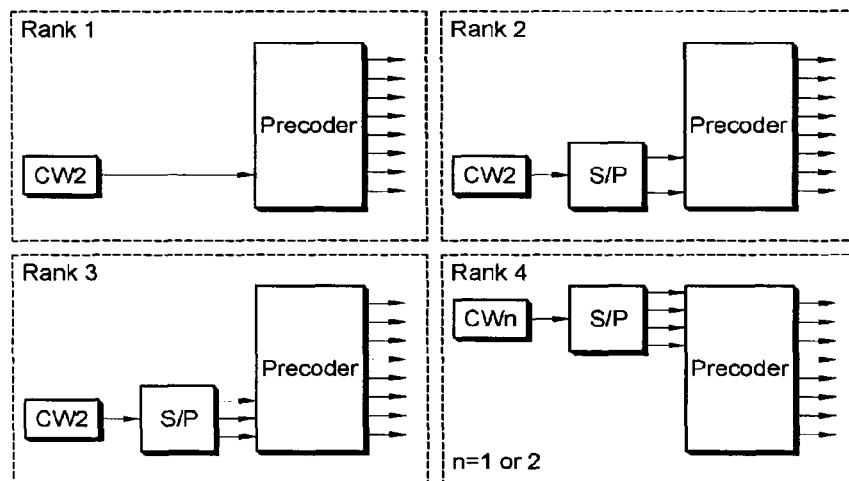 Rank 1
Precoder
CW2
Rank 2
Precoder
CW2
S/P
Rank 3
Precoder
CW2
S/P
Rank 4
CWn
S/P
Precoder
n=1 or 2